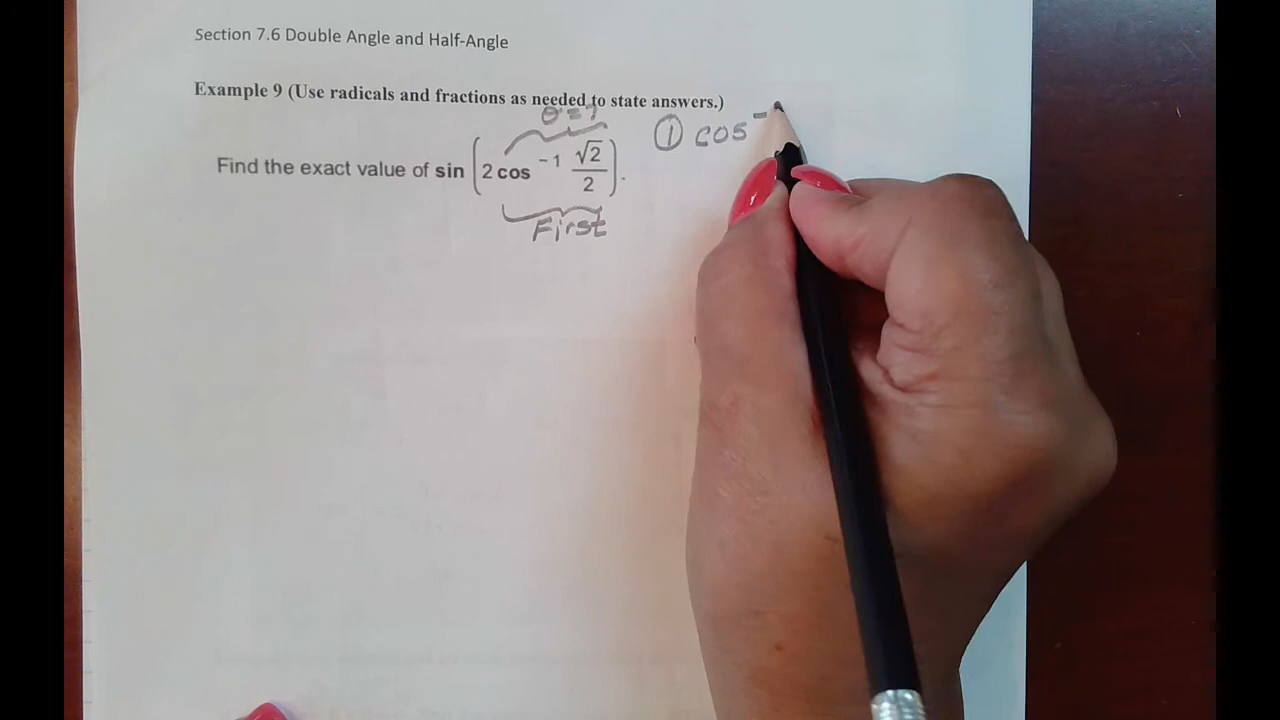 Section 7.6 Double Angle and Half-Angle
Example 9 (Use radicals and fractions as needed to state answers.)
θ = ?
① cos⁻
Find the exact value of sin (2 cos⁻¹ √2/2).
First